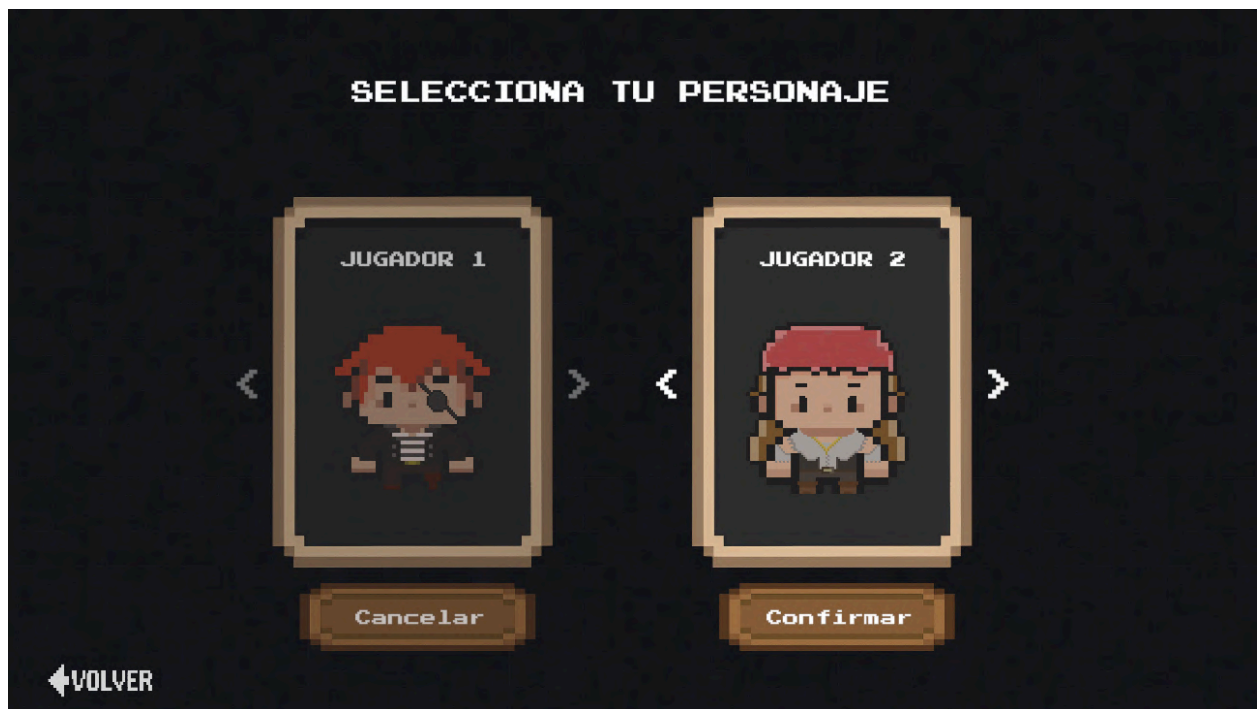 SELECCIONA TU PERSONAJE
JUGADOR 1
JUGADOR 2
Cancelar
Confirmar
VOLVER